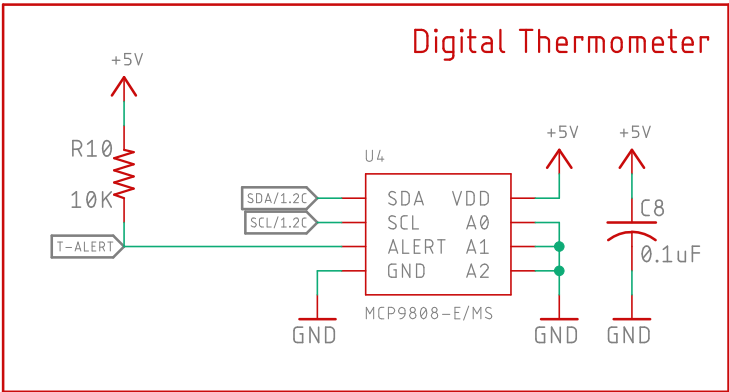 Digital Thermometer
+5V
R10
10K
T-ALERT
U4
SDA/1.2C
SCL/1.2C
SDA VDD
SCL A0
ALERT A1
GND A2
MCP9808-E/MS
GND
+5V
GND
+5V
C8
0.1uF
GND